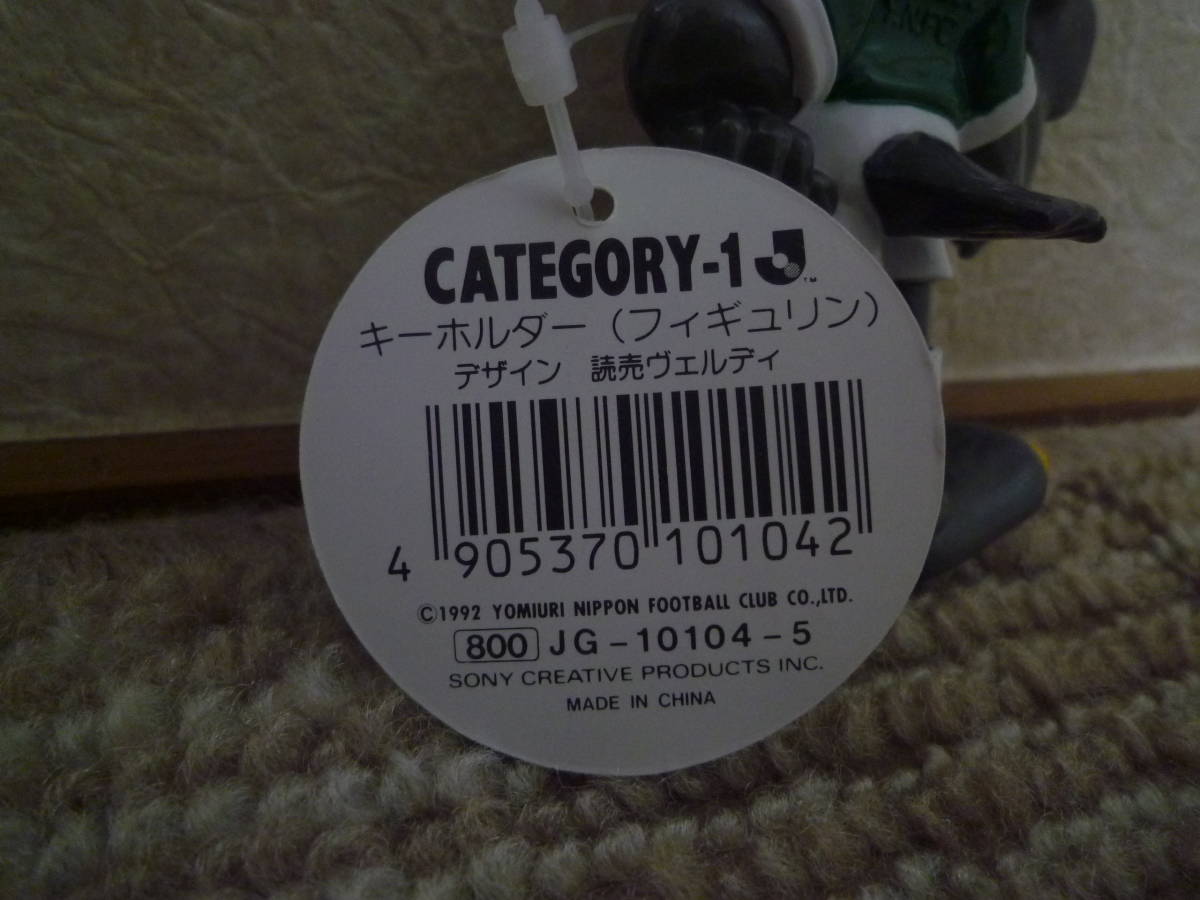 CATEGORY-1 J™
キーホルダー（フィギュリン）
デザイン　読売ヴェルディ
4 905370 101042
©1992 YOMIURI NIPPON FOOTBALL CLUB CO.,LTD.
800 JG-10104-5
SONY CREATIVE PRODUCTS INC.
MADE IN CHINA